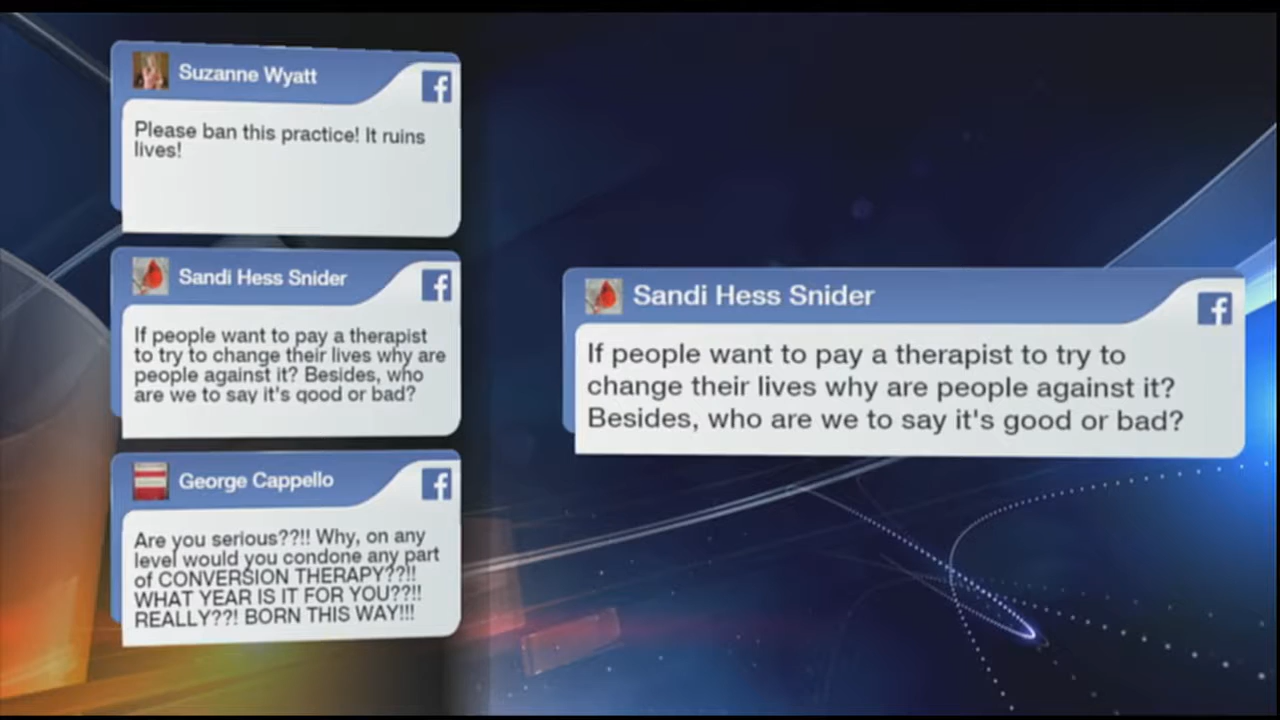 Suzanne Wyatt
Please ban this practice! It ruins
lives!
Sandi Hess Snider
If people want to pay a therapist
to try to change their lives why are
people against it? Besides, who
are we to say it's good or bad?
George Cappello
Are you serious??!! Why, on any
level would you condone any part
of CONVERSION THERAPY??!!
WHAT YEAR IS IT FOR YOU??!!
REALLY??! BORN THIS WAY!!!
Sandi Hess Snider
If people want to pay a therapist to try to
change their lives why are people against it?
Besides, who are we to say it's good or bad?